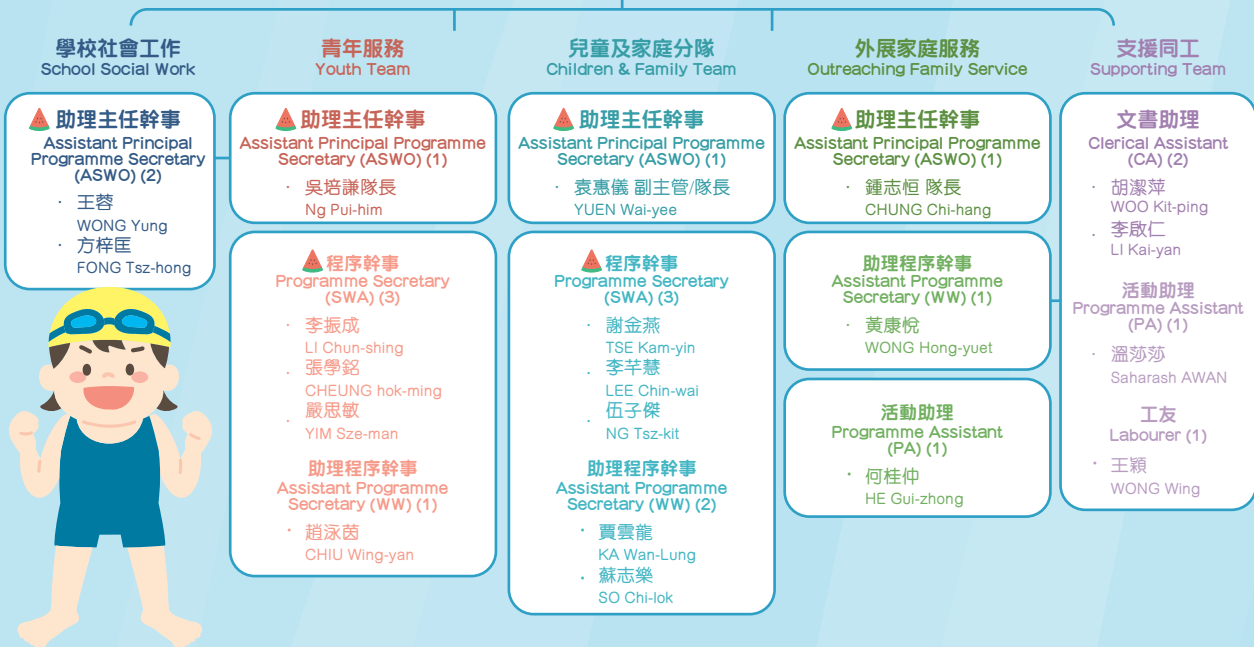 學校社會工作
School Social Work
助理主任幹事
Assistant Principal
Programme Secretary
(ASWO) (2)
· 王蓉
WONG Yung
· 方梓匡
FONG Tsz-hong
青年服務
Youth Team
助理主任幹事
Assistant Principal Programme
Secretary (ASWO) (1)
· 吳培謙隊長
Ng Pui-him
程序幹事
Programme Secretary
(SWA) (3)
· 李振成
LI Chun-shing
· 張學銘
CHEUNG hok-ming
· 嚴思敏
YIM Sze-man
助理程序幹事
Assistant Programme
Secretary (WW) (1)
· 趙泳茵
CHIU Wing-yan
兒童及家庭分隊
Children & Family Team
助理主任幹事
Assistant Principal Programme
Secretary (ASWO) (1)
· 袁惠儀 副主管/隊長
YUEN Wai-yee
程序幹事
Programme Secretary
(SWA) (3)
· 謝金燕
TSE Kam-yin
· 李芊慧
LEE Chin-wai
· 伍子傑
NG Tsz-kit
助理程序幹事
Assistant Programme
Secretary (WW) (2)
· 賈雲龍
KA Wan-Lung
· 蘇志樂
SO Chi-lok
外展家庭服務
Outreaching Family Service
助理主任幹事
Assistant Principal Programme
Secretary (ASWO) (1)
· 鍾志恒 隊長
CHUNG Chi-hang
助理程序幹事
Assistant Programme
Secretary (WW) (1)
· 黃康悅
WONG Hong-yuet
活動助理
Programme Assistant
(PA) (1)
· 何桂仲
HE Gui-zhong
支援同工
Supporting Team
文書助理
Clerical Assistant
(CA) (2)
· 胡潔萍
WOO Kit-ping
· 李啟仁
LI Kai-yan
活動助理
Programme Assistant
(PA) (1)
· 溫莎莎
Saharash AWAN
工友
Labourer (1)
· 王穎
WONG Wing